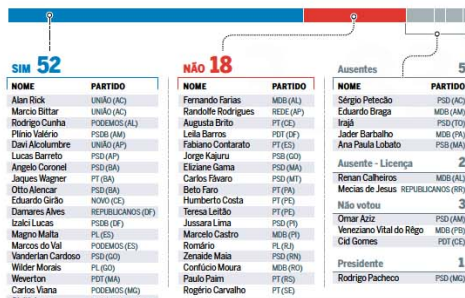 SIM 52
NOME PARTIDO
Alan Rick UNIÃO (AC)
Marcio Bittar UNIÃO (AC)
Rodrigo Cunha PODEMOS (AL)
Plínio Valério PSDB (AM)
Davi Alcolumbre UNIÃO (AP)
Lucas Barreto PSD (AP)
Angelo Coronel PSD (BA)
Jaques Wagner PT (BA)
Otto Alencar PSD (BA)
Eduardo Girão NOVO (CE)
Damares Alves REPUBLICANOS (DF)
Izalci Lucas PSDB (DF)
Magno Malta PL (ES)
Marcos do Val PODEMOS (ES)
Vanderlan Cardoso PSD (GO)
Wilder Morais PL (GO)
Weverton PDT (MA)
Carlos Viana PODEMOS (MG)
NÃO 18
NOME PARTIDO
Fernando Farias MDB (AL)
Randolfe Rodrigues REDE (AP)
Augusta Brito PT (CE)
Leila Barros PDT (DF)
Fabiano Contarato PT (ES)
Jorge Kajuru PSB (GO)
Eliziane Gama PSD (MA)
Carlos Fávaro PSD (MT)
Beto Faro PT (PA)
Humberto Costa PT (PE)
Teresa Leitão PT (PE)
Jussara Lima PSD (PI)
Marcelo Castro MDB (PI)
Romário PL (RJ)
Zenaide Maia PSD (RN)
Confúcio Moura MDB (RO)
Paulo Paim PT (RS)
Rogério Carvalho PT (SE)
Ausentes 5
NOME PARTIDO
Sérgio Petecão PSD (AC)
Eduardo Braga MDB (AM)
Irajá PSD (TO)
Jader Barbalho MDB (PA)
Ana Paula Lobato PSB (MA)
Ausente - Licença 2
Renan Calheiros MDB (AL)
Mecias de Jesus REPUBLICANOS (RR)
Não votou 3
Omar Aziz PSD (AM)
Veneziano Vital do Rêgo MDB (PB)
Cid Gomes PDT (CE)
Presidente 1
Rodrigo Pacheco PSD (MG)